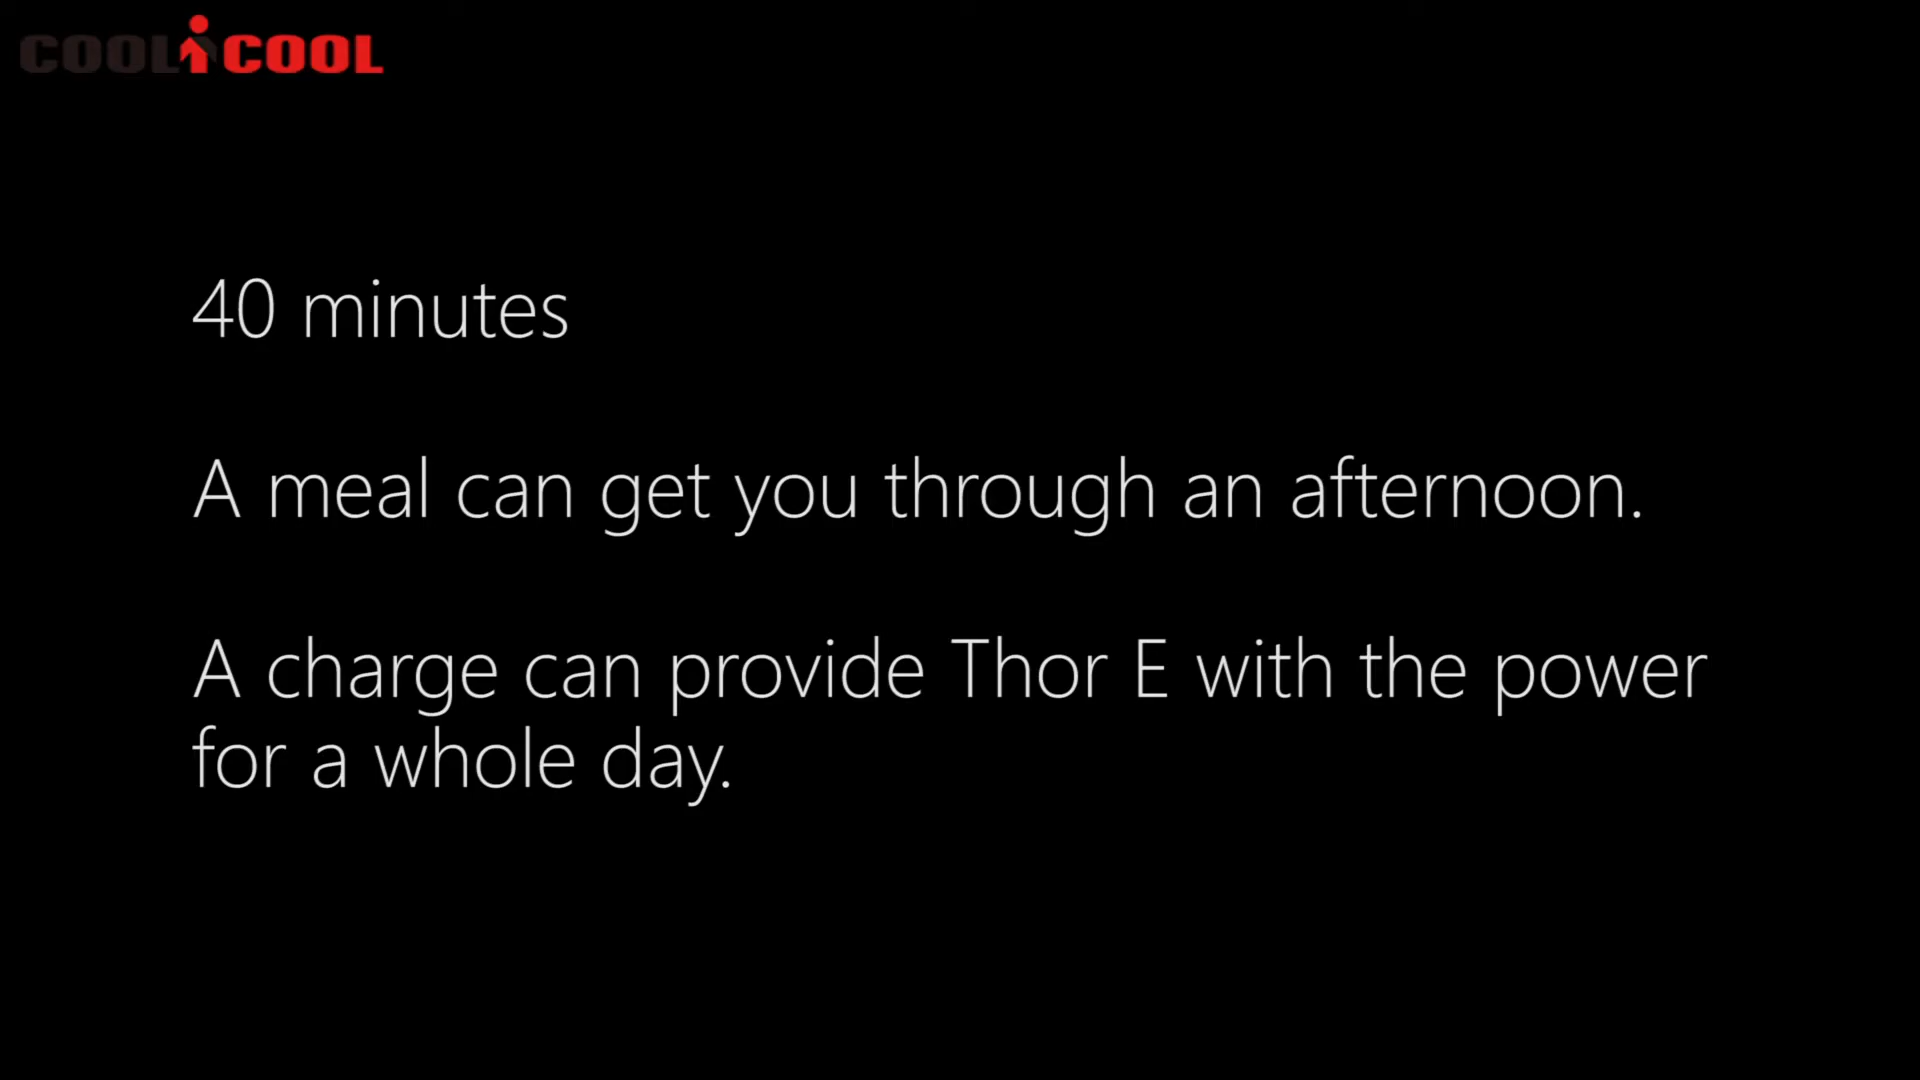 COOLiCOOL
40 minutes
A meal can get you through an afternoon.
A charge can provide Thor E with the power
for a whole day.